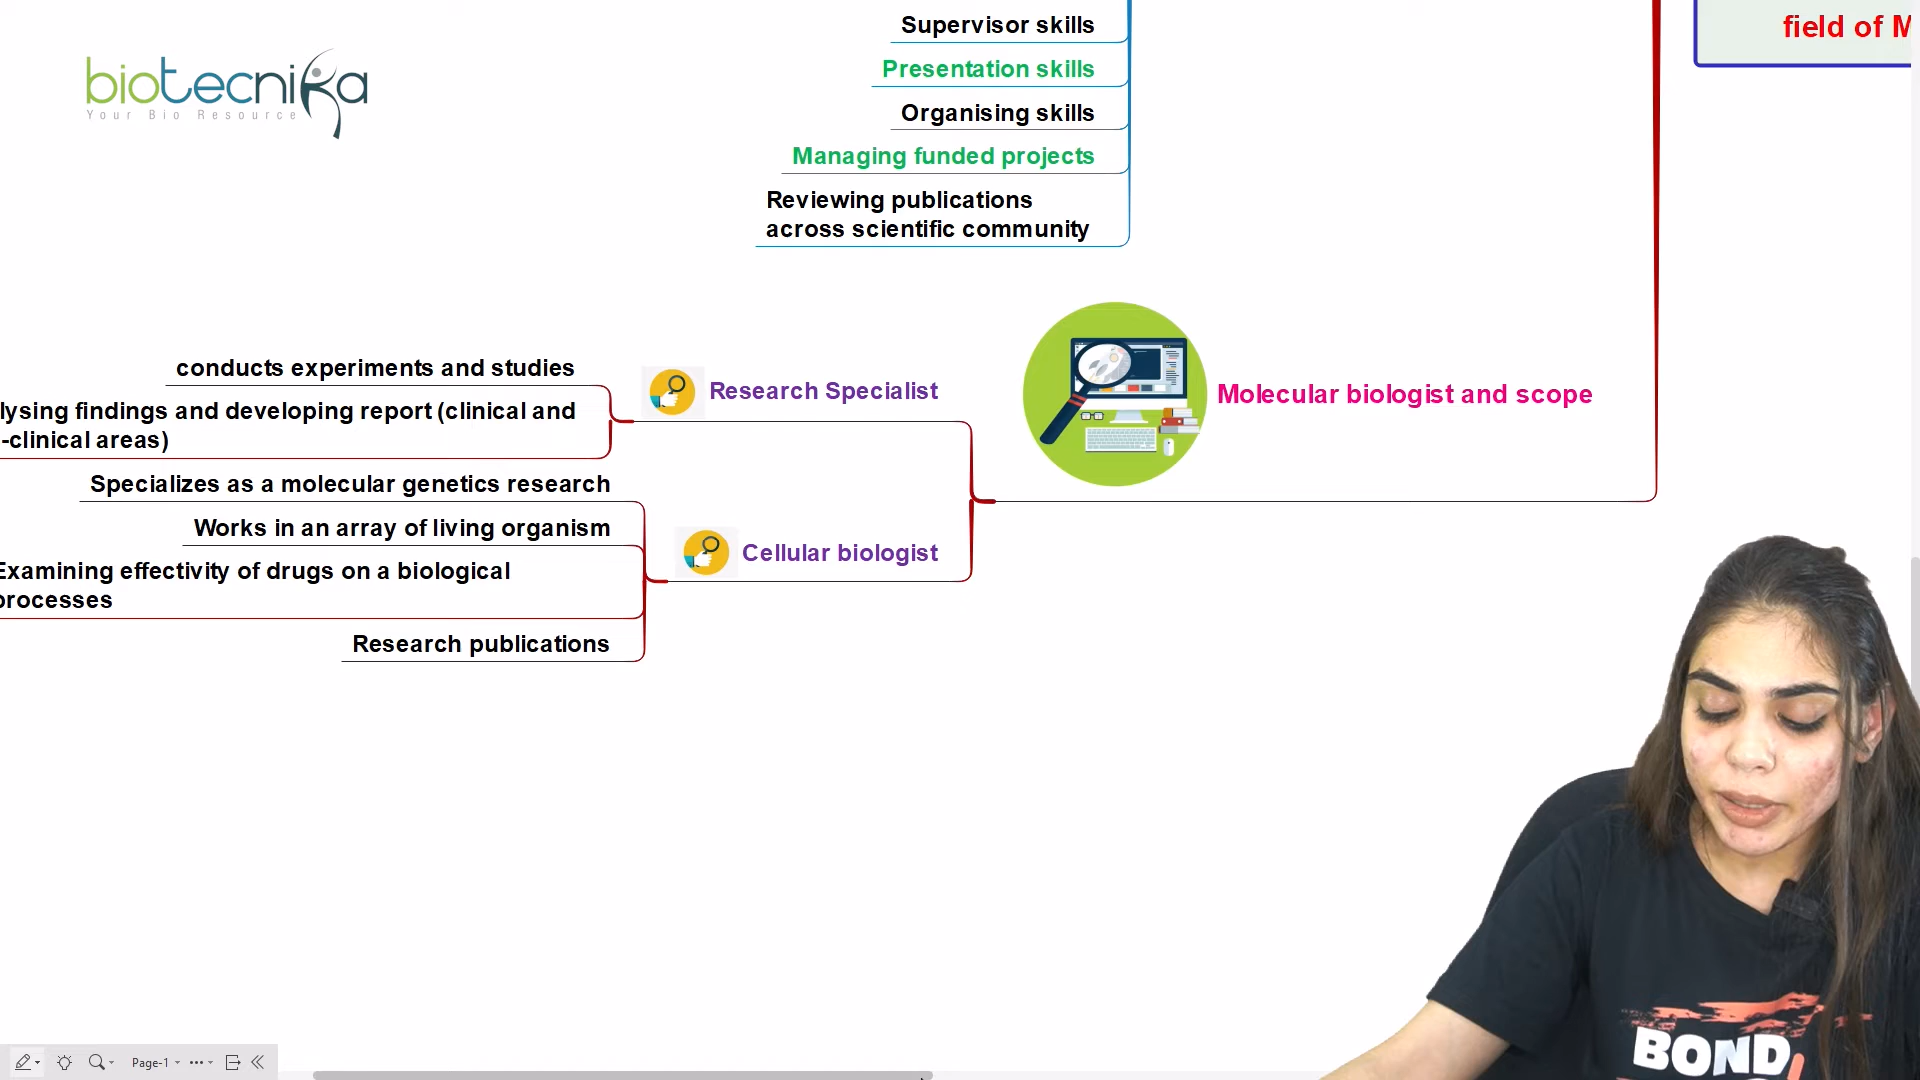 Supervisor skills
field of M
biotecnika
Your Bio Resource
Presentation skills
Organising skills
Managing funded projects
Reviewing publications
across scientific community
conducts experiments and studies
lysing findings and developing report (clinical and
-clinical areas)
Research Specialist
Molecular biologist and scope
Specializes as a molecular genetics research
Works in an array of living organism
Examining effectivity of drugs on a biological
processes
Research publications
Cellular biologist
BOND
Page-1